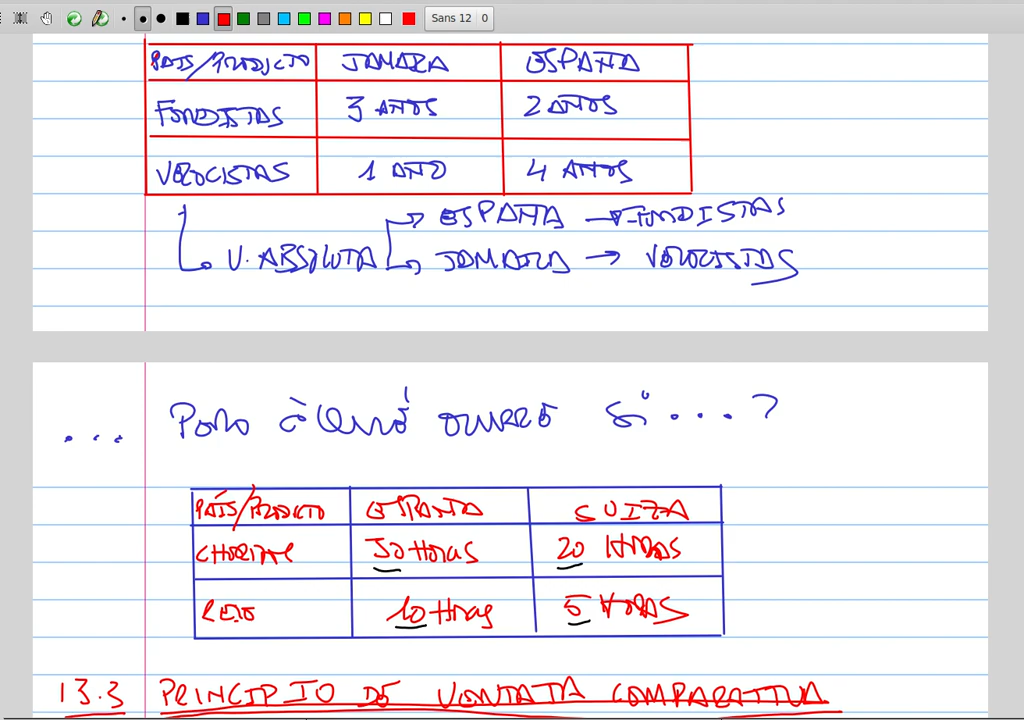 Sans 12 0
PAÍS/PRODUCTO JAMAICA ESPAÑA
FONDISTAS 3 AÑOS 2 AÑOS
VELOCISTAS 1 AÑO 4 AÑOS
ESPAÑA → FONDISTAS
V. ABSOLUTA JAMAICA → VELOCISTAS
... Pero ¿Qué ocurre si ...?
PAÍS/PRODUCTO ESPAÑA SUIZA
HORAS 20 HORAS
RELOJ 10 Horas 5 HORAS
13.3 PRINCIPIO DE VENTAJA COMPARATIVA